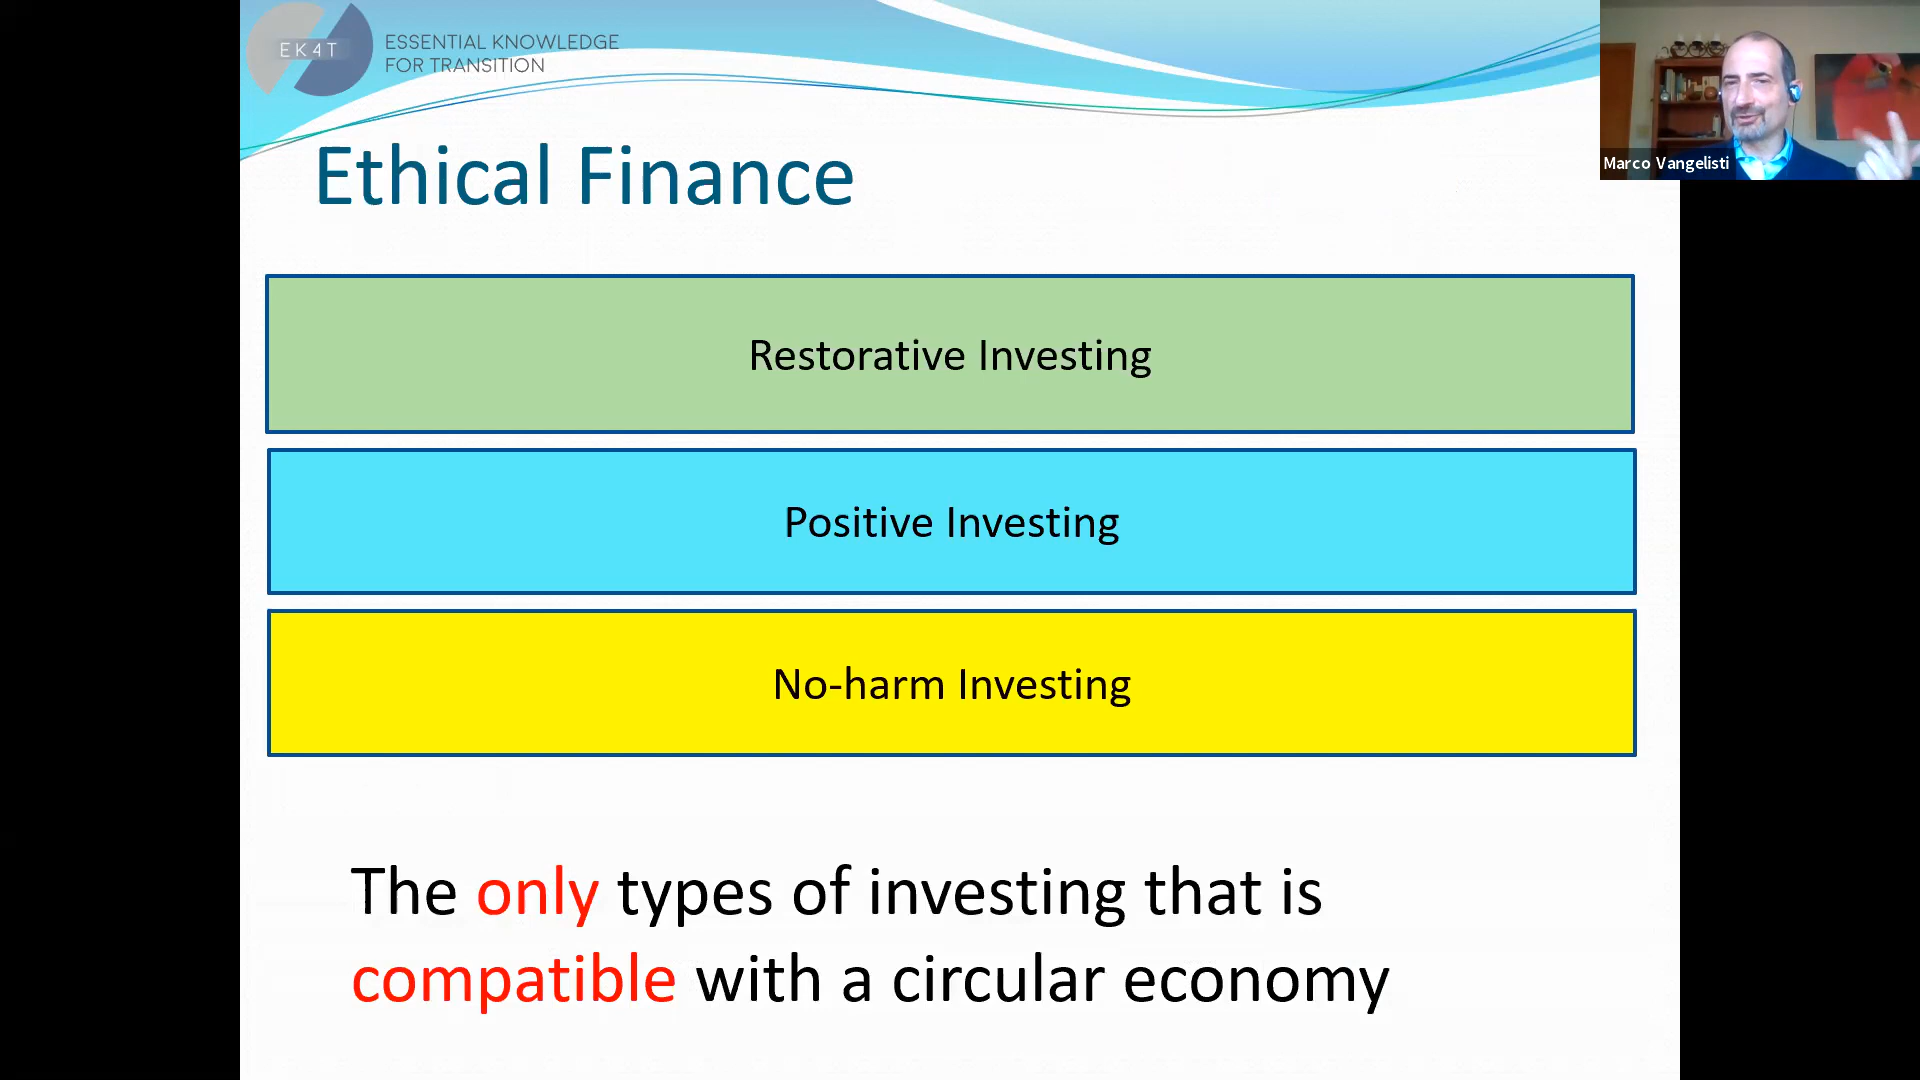 EK4T
ESSENTIAL KNOWLEDGE
FOR TRANSITION
Marco Vangelisti
Ethical Finance
Restorative Investing
Positive Investing
No-harm Investing
The only types of investing that is
compatible with a circular economy